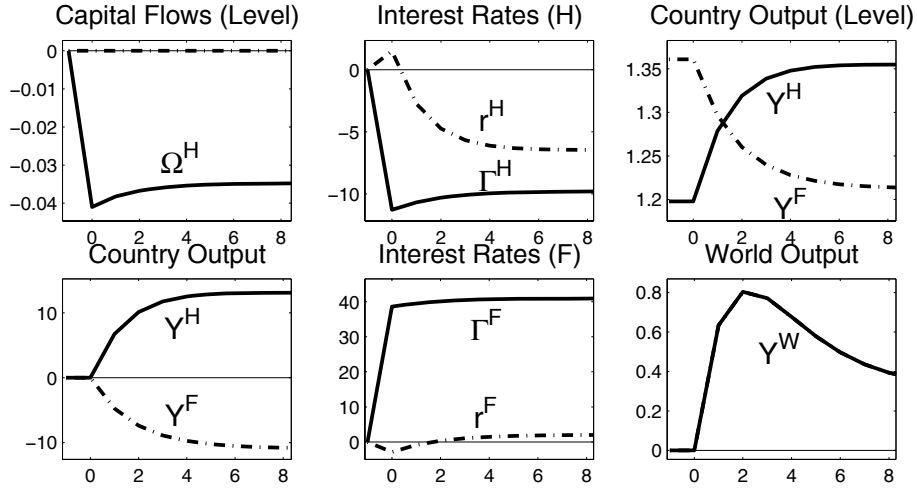 Capital Flows (Level)
0
-0.01
-0.02
-0.03
-0.04
Ω^H
0 2 4 6 8
Interest Rates (H)
0
-5
-10
r^H
Γ^H
0 2 4 6 8
Country Output (Level)
1.35
1.3
1.25
1.2
Y^H
Y^F
0 2 4 6 8
Country Output
10
0
-10
Y^H
Y^F
0 2 4 6 8
Interest Rates (F)
40
30
20
10
0
Γ^F
r^F
0 2 4 6 8
World Output
0.8
0.6
0.4
0.2
0
Y^W
0 2 4 6 8